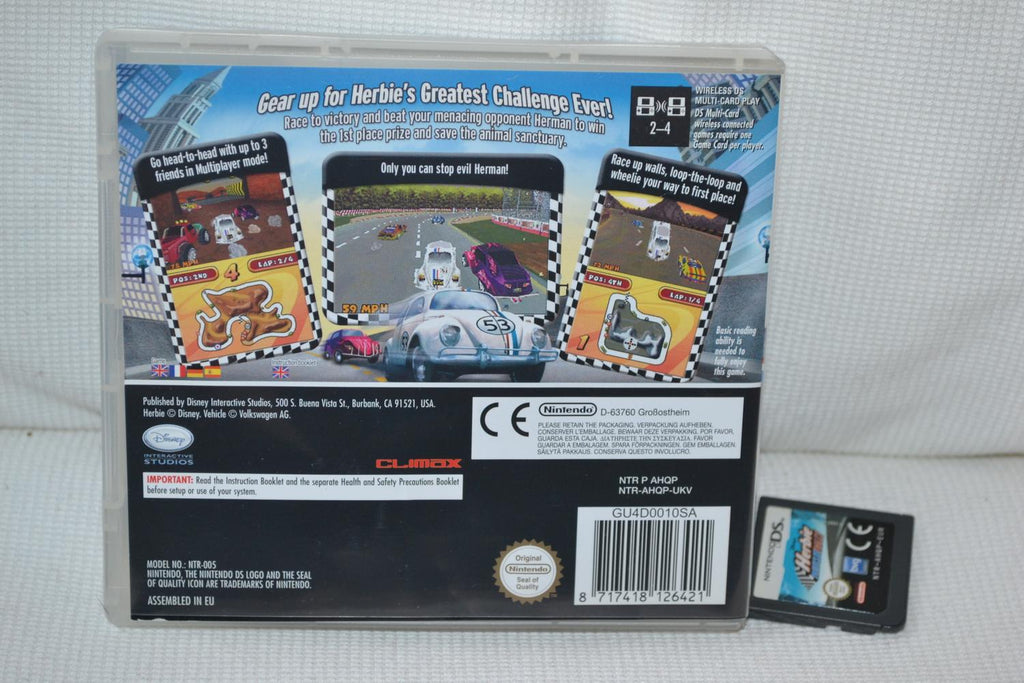 Gear up for Herbie's Greatest Challenge Ever!
Race to victory and beat your menacing opponent Herman to win
the 1st place prize and save the animal sanctuary.
2-4
WIRELESS DS
MULTI-CARD PLAY
DS Multi-Card
wireless connected
games require one
Game Card per player.
Go head-to-head with up to 3
friends in Multiplayer mode!
POS: 2ND
4
LAP: 2/4
Only you can stop evil Herman!
59 MPH
53
Race up walls, loop-the-loop and
wheelie your way to first place!
POS: 4TH
LAP: 1/4
1
Game
Instruction booklet
Basic reading
ability is
needed to
fully enjoy
this game.
Published by Disney Interactive Studios, 500 S. Buena Vista St., Burbank, CA 91521, USA.
Herbie © Disney. Vehicle © Volkswagen AG.
Disney
INTERACTIVE
STUDIOS
CLIMAX
IMPORTANT: Read the Instruction Booklet and the separate Health and Safety Precautions Booklet
before setup or use of your system.
CE
Nintendo
D-63760 Großostheim
PLEASE RETAIN THE PACKAGING. VERPACKUNG AUFHEBEN.
CONSERVER L'EMBALLAGE. BEWAAR DEZE VERPAKKING. POR FAVOR,
GUARDA ESTA CAJA. ΔΙΑΤΗΡΗΣΤΕ ΤΗΝ ΣΥΣΚΕΥΑΣΙΑ. FAVOR
GUARDAR A EMBALAGEM. SPARA FÖRPACKNINGEN. GEM EMBALLAGEN.
SÄILYTÄ PAKKAUS. CONSERVA QUESTO INVOLUCRO.
NTR P AHQP
NTR-AHQP-UKV
GU4D0010SA
8 717418 126421
Original
Nintendo
Seal of
Quality
MODEL NO.: NTR-005
NINTENDO, THE NINTENDO DS LOGO AND THE SEAL
OF QUALITY ICON ARE TRADEMARKS OF NINTENDO.
ASSEMBLED IN EU
NINTENDO DS
Herbie
CE
NTR-AHQP-EUR